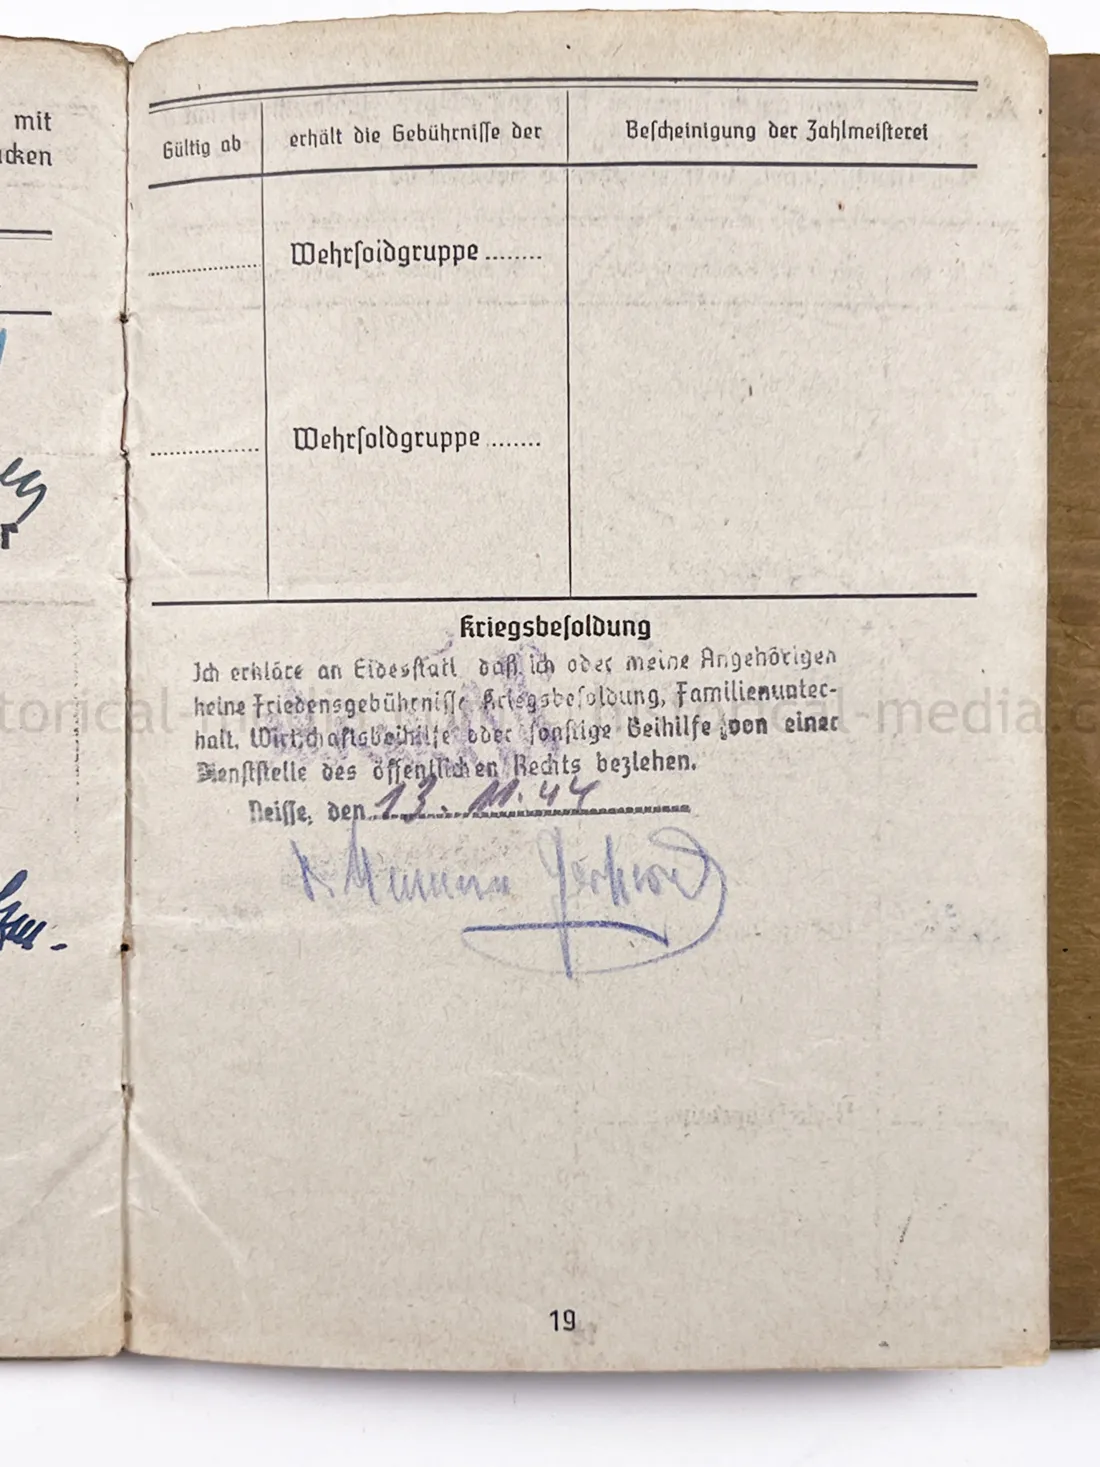 mit
cken
Gültig ab
erhält die Gebührnisse der
Bescheinigung der Zahlmeisterei
Wehrsoldgruppe ........
Wehrsoldgruppe .......
Kriegsbesoldung
Ich erkläre an Eidesstatt, daß ich oder meine Angehörigen
keine Friedensgebührnisse, Kriegsbesoldung, Familienunter-
halt, Wirtschaftsbeihilfe oder sonstige Beihilfe von einer
Dienststelle des öffentlichen Rechts beziehen.
Neisse, den 13. 11. 44
19